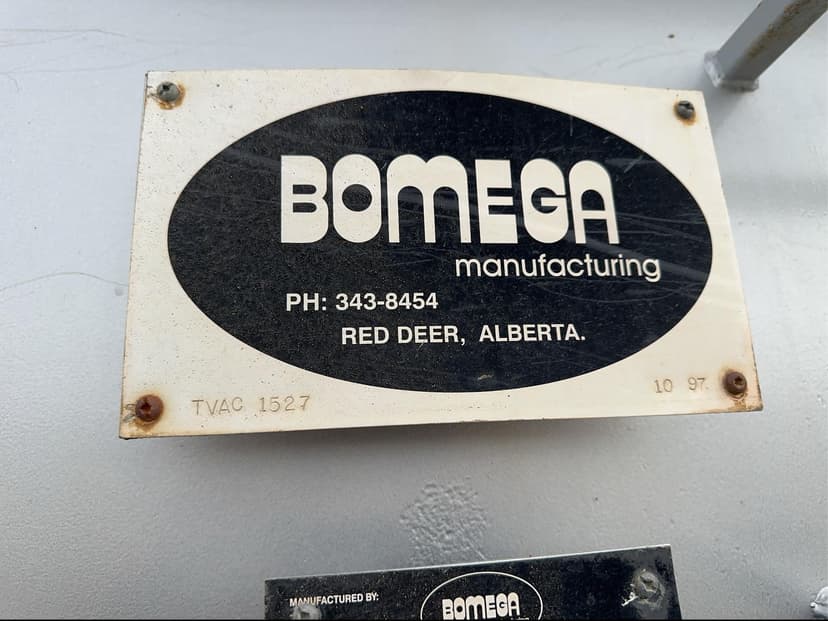 BOMEGA
manufacturing
PH: 343-8454
RED DEER, ALBERTA.
TVAC 1527
10 97
MANUFACTURED BY:
BOMEGA